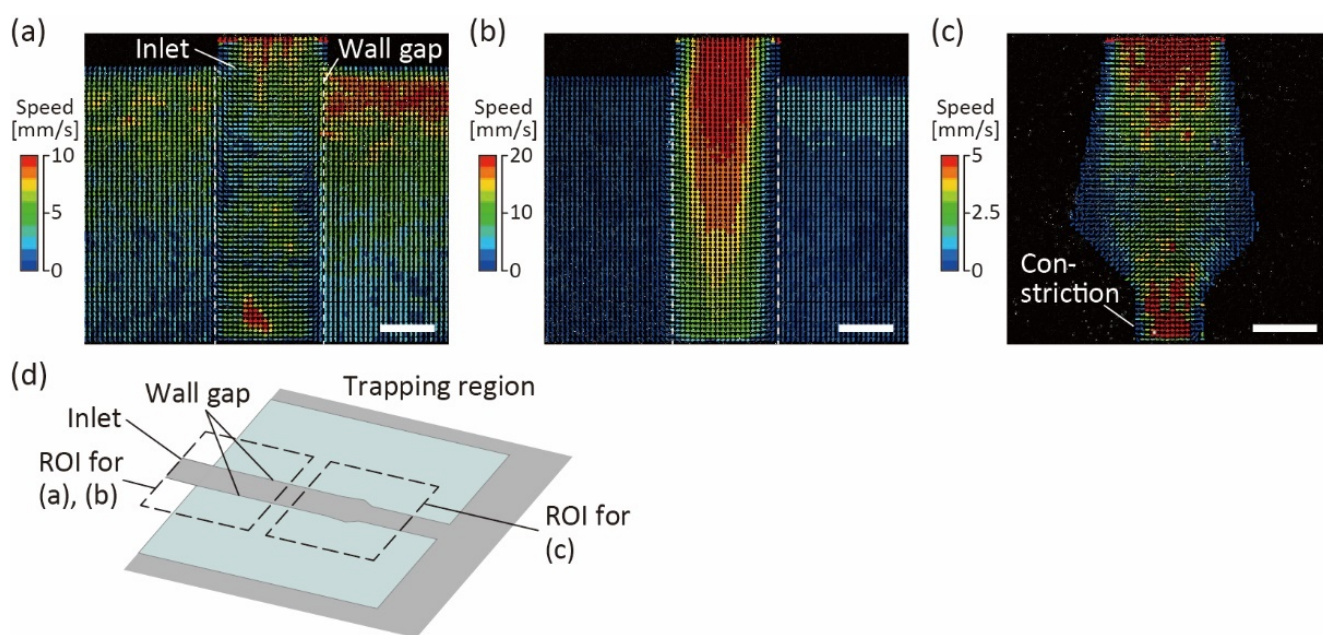 (a)
Inlet
Wall gap
Speed
[mm/s]
10
5
0
(b)
Speed
[mm/s]
20
10
0
(c)
Speed
[mm/s]
5
2.5
0
Con-
striction
(d)
Trapping region
Wall gap
Inlet
ROI for
(a), (b)
ROI for
(c)